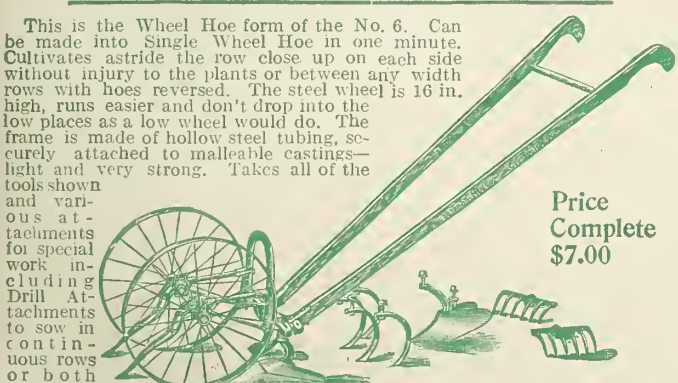 This is the Wheel Hoe form of the No. 6. Can
be made into Single Wheel Hoe in one minute.
Cultivates astride the row close up on each side
without injury to the plants or between any width
rows with hoes reversed. The steel wheel is 16 in.
high, runs easier and don't drop into the
low places as a low wheel would do. The
frame is made of hollow steel tubing, se-
curely attached to malleable castings—
light and very strong. Takes all of the
tools shown
and vari-
ous at-
tachments
for special
work in-
cluding
Drill At-
tachments
to sow in
contin-
uous rows
or both
Price
Complete
$7.00